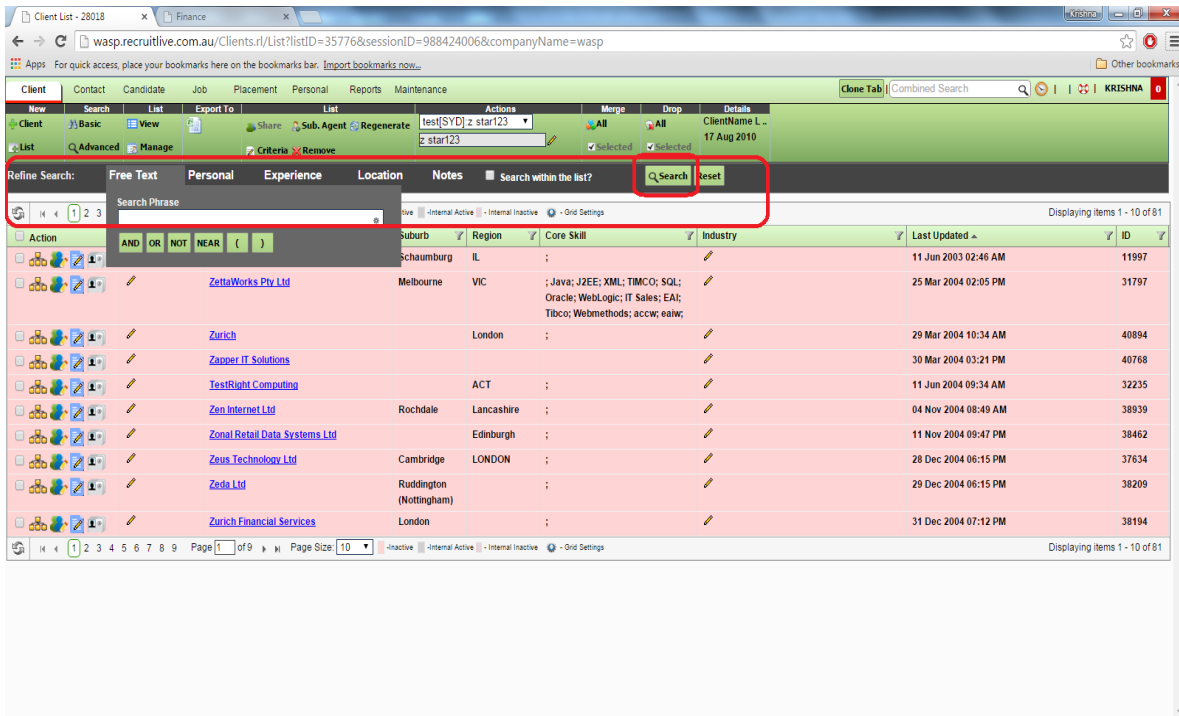 Client List - 28018 Finance Krishna
wasp.recruitlive.com.au/Clients.rl/List?listID=35776&sessionID=988424006&companyName=wasp
Apps For quick access, place your bookmarks here on the bookmarks bar. Import bookmarks now... Other bookmarks
Client Contact Candidate Job Placement Personal Reports Maintenance Clone Tab Combined Search KRISHNA 0
New Search List Export To List Actions Merge Drop Details
Client Basic View Share Sub. Agent Regenerate test[SYD]:z star123 All All ClientName L ..
List Advanced Manage Criteria Remove z star123 Selected Selected 17 Aug 2010
Refine Search: Free Text Personal Experience Location Notes Search within the list? Search Reset
1 2 3 -Internal Active - Internal Inactive - Grid Settings Displaying items 1 - 10 of 81
Search Phrase
AND OR NOT NEAR ( )
Action Suburb Region Core Skill Industry Last Updated ID
Schaumburg IL ; 11 Jun 2003 02:46 AM 11997
ZettaWorks Pty Ltd Melbourne VIC ; Java; J2EE; XML; TIMCO; SQL; 25 Mar 2004 02:05 PM 31797
Oracle; WebLogic; IT Sales; EAI;
Tibco; Webmethods; accw; eaiw;
Zurich London ; 29 Mar 2004 10:34 AM 40894
Zapper IT Solutions 30 Mar 2004 03:21 PM 40768
TestRight Computing ACT ; 11 Jun 2004 09:34 AM 32235
Zen Internet Ltd Rochdale Lancashire ; 04 Nov 2004 08:49 AM 38939
Zonal Retail Data Systems Ltd Edinburgh ; 11 Nov 2004 09:47 PM 38462
Zeus Technology Ltd Cambridge LONDON ; 28 Dec 2004 06:15 PM 37634
Zeda Ltd Ruddington ; 29 Dec 2004 06:15 PM 38209
(Nottingham)
Zurich Financial Services London ; 31 Dec 2004 07:12 PM 38194
1 2 3 4 5 6 7 8 9 Page 1 of 9 Page Size: 10 -Inactive -Internal Active - Internal Inactive - Grid Settings Displaying items 1 - 10 of 81